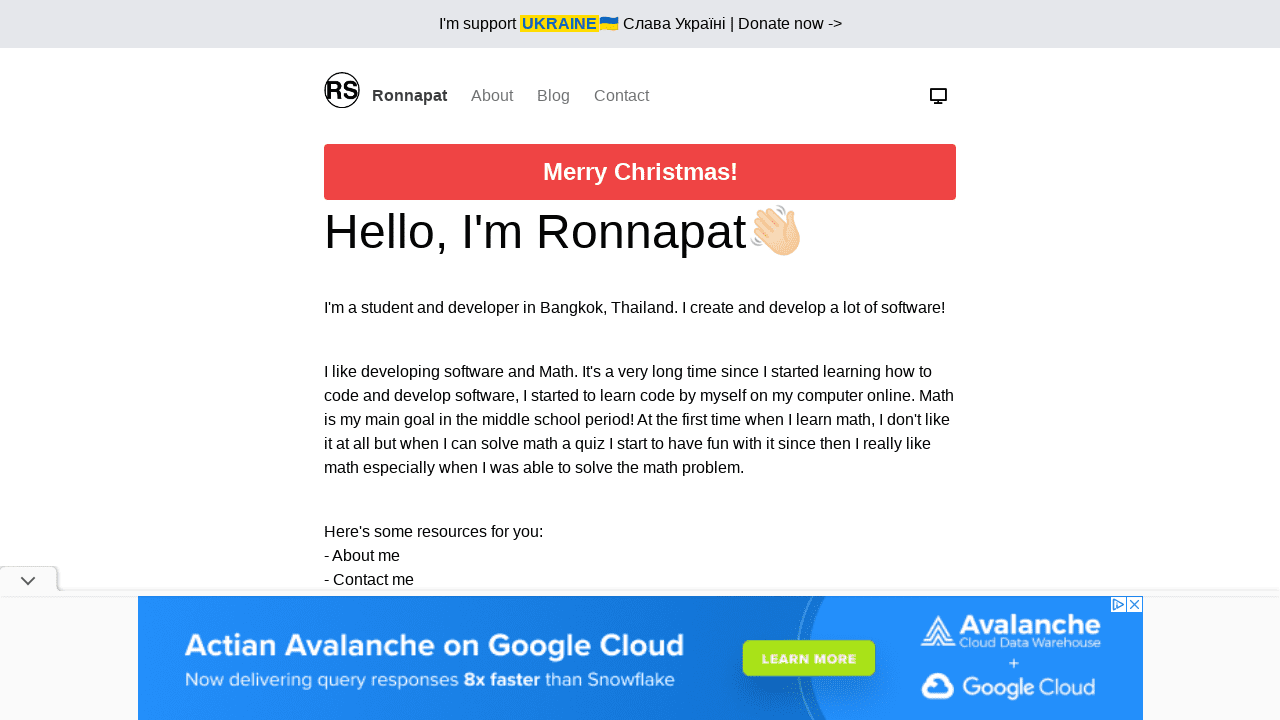 I'm support UKRAINE🇺🇦 Слава Україні | Donate now ->
RS Ronnapat About Blog Contact
Merry Christmas!
Hello, I'm Ronnapat👋🏻
I'm a student and developer in Bangkok, Thailand. I create and develop a lot of software!
I like developing software and Math. It's a very long time since I started learning how to
code and develop software, I started to learn code by myself on my computer online. Math
is my main goal in the middle school period! At the first time when I learn math, I don't like
it at all but when I can solve math a quiz I start to have fun with it since then I really like
math especially when I was able to solve the math problem.
Here's some resources for you:
- About me
- Contact me
Actian Avalanche on Google Cloud
Now delivering query responses 8x faster than Snowflake
LEARN MORE
Avalanche
Cloud Data Warehouse
+
Google Cloud